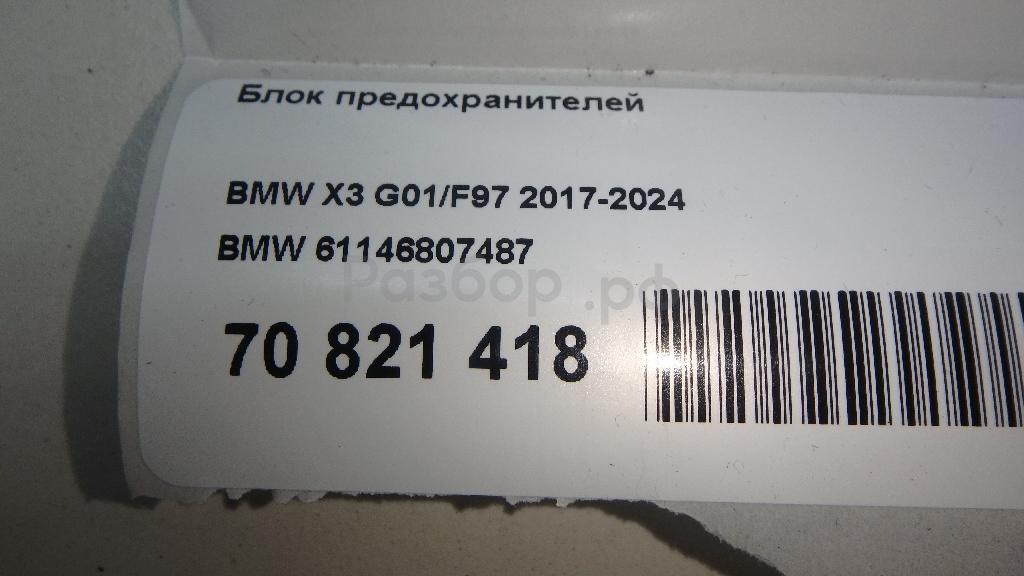 Блок предохранителей
BMW X3 G01/F97 2017-2024
BMW 61146807487
Разбор.рф
70 821 418